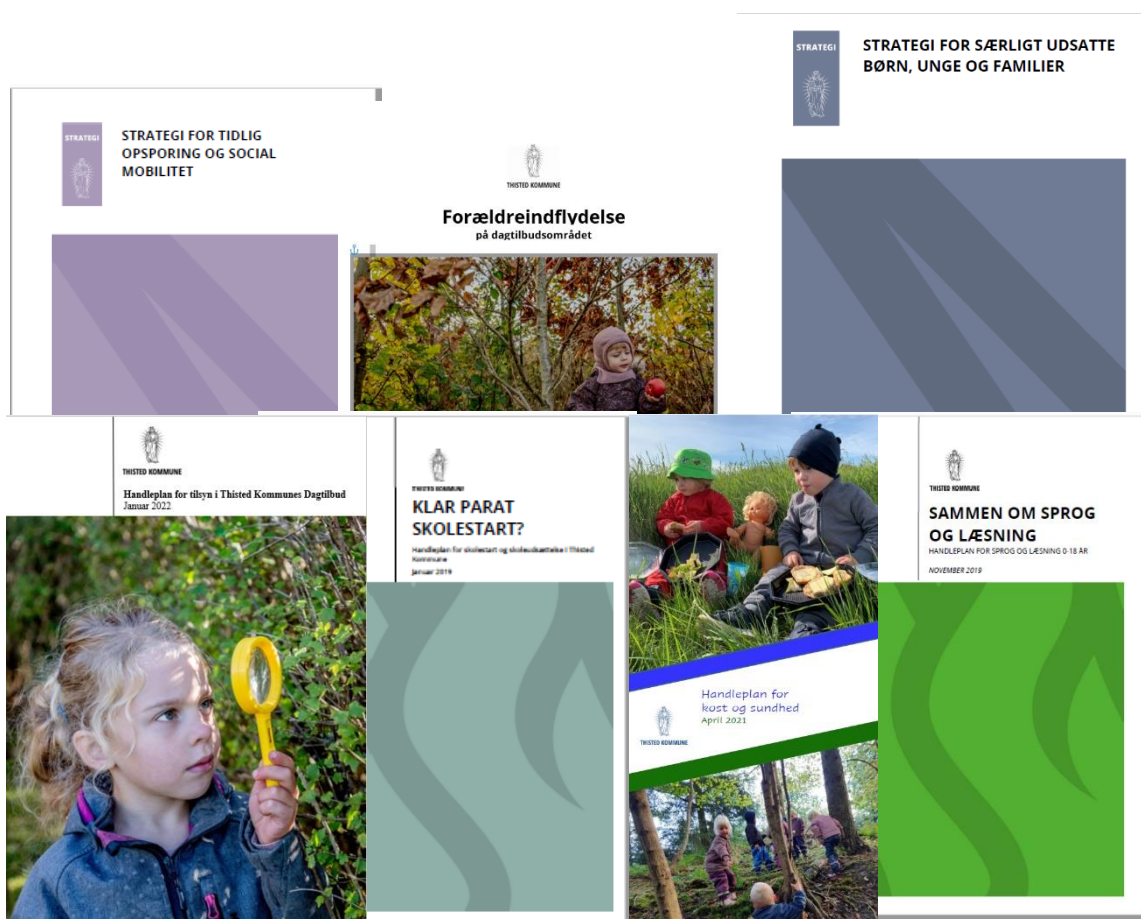 STRATEGI
STRATEGI FOR TIDLIG
OPSPORING OG SOCIAL
MOBILITET
THISTED KOMMUNE
Forældreindflydelse
på dagtilbudsområdet
STRATEGI
STRATEGI FOR SÆRLIGT UDSATTE
BØRN, UNGE OG FAMILIER
THISTED KOMMUNE
Handleplan for tilsyn i Thisted Kommunes Dagtilbud
Januar 2022
THISTED KOMMUNE
KLAR PARAT
SKOLESTART?
Handleplan for skolestart og skoleudsættelse i Thisted
Kommune
Januar 2019
Handleplan for
kost og sundhed
April 2021
THISTED KOMMUNE
THISTED KOMMUNE
SAMMEN OM SPROG
OG LÆSNING
HANDLEPLAN FOR SPROG OG LÆSNING 0-18 ÅR
NOVEMBER 2019